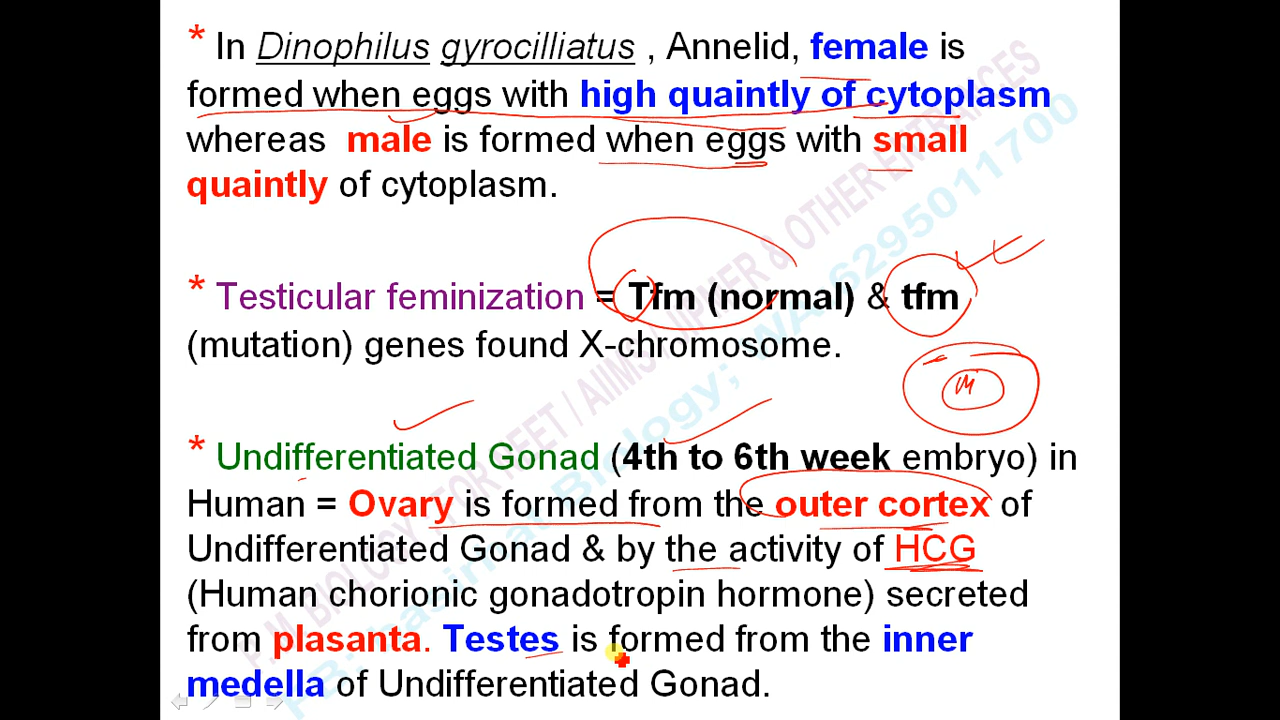 * In Dinophilus gyrocilliatus , Annelid, female is
formed when eggs with high quaintly of cytoplasm
whereas male is formed when eggs with small
quaintly of cytoplasm.
* Testicular feminization = Tfm (normal) & tfm
(mutation) genes found X-chromosome.
M
* Undifferentiated Gonad (4th to 6th week embryo) in
Human = Ovary is formed from the outer cortex of
Undifferentiated Gonad & by the activity of HCG
(Human chorionic gonadotropin hormone) secreted
from plasanta. Testes is formed from the inner
medella of Undifferentiated Gonad.